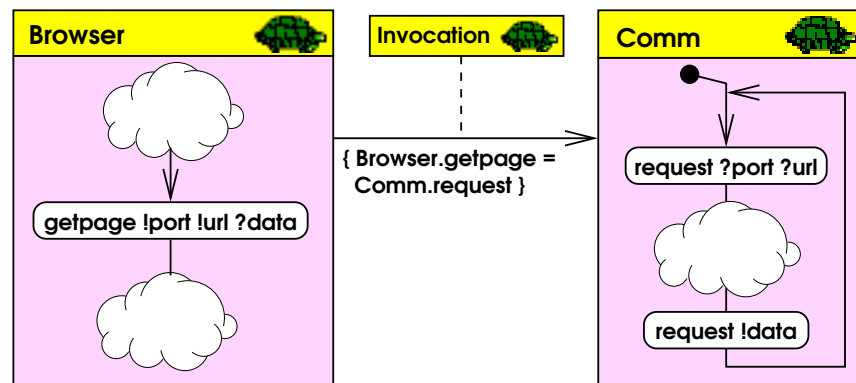 Browser
getpage !port !url ?data
Invocation
{ Browser.getpage =
Comm.request }
Comm
request ?port ?url
request !data